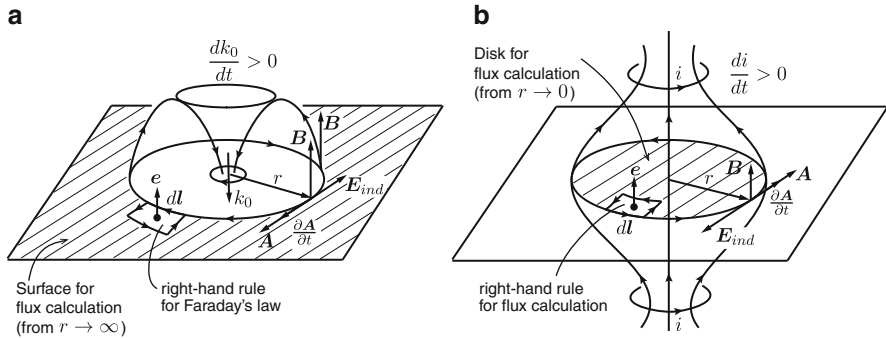 a
dk₀/dt > 0
B
B
r
E_ind
e
dl
k₀
A
∂A/∂t
Surface for
flux calculation
(from r → ∞)
right-hand rule
for Faraday's law
b
Disk for
flux calculation
(from r → 0)
i
di/dt > 0
e
r
B
A
∂A/∂t
dl
E_ind
right-hand rule
for flux calculation
i